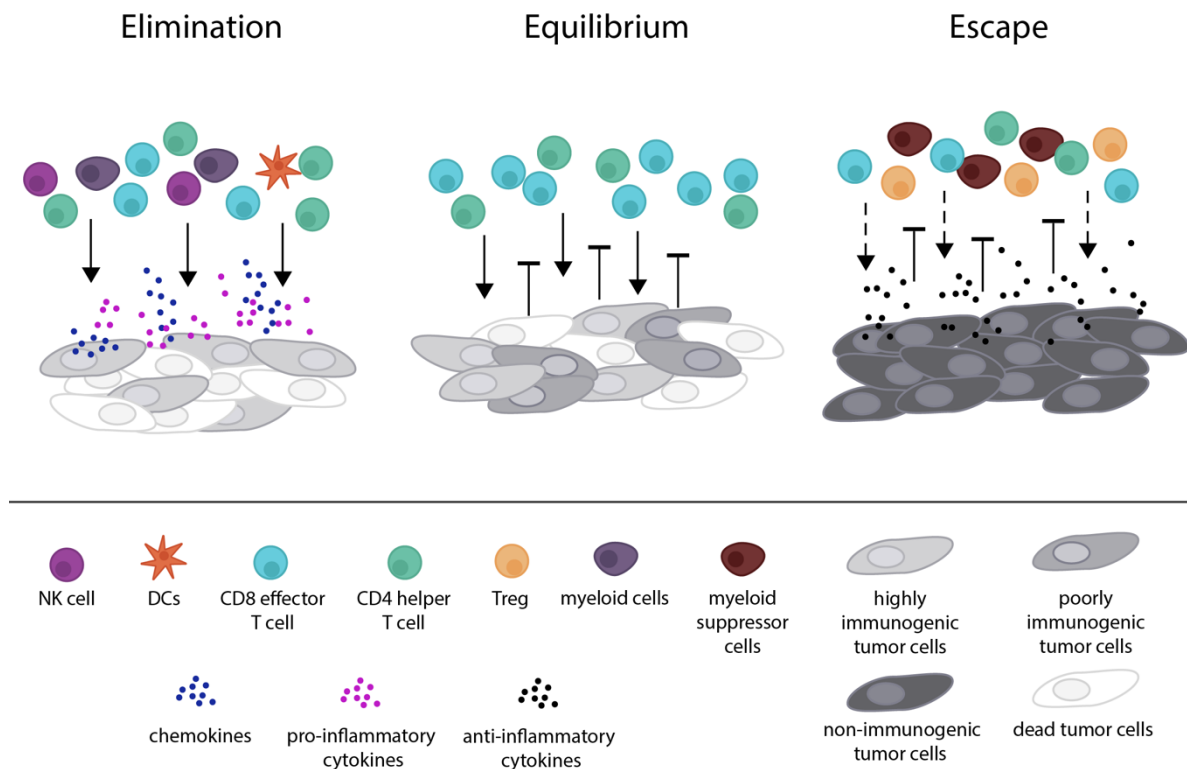 Elimination
Equilibrium
Escape
NK cell
DCs
CD8 effector
T cell
CD4 helper
T cell
Treg
myeloid cells
myeloid
suppressor
cells
highly
immunogenic
tumor cells
poorly
immunogenic
tumor cells
chemokines
pro-inflammatory
cytokines
anti-inflammatory
cytokines
non-immunogenic
tumor cells
dead tumor cells